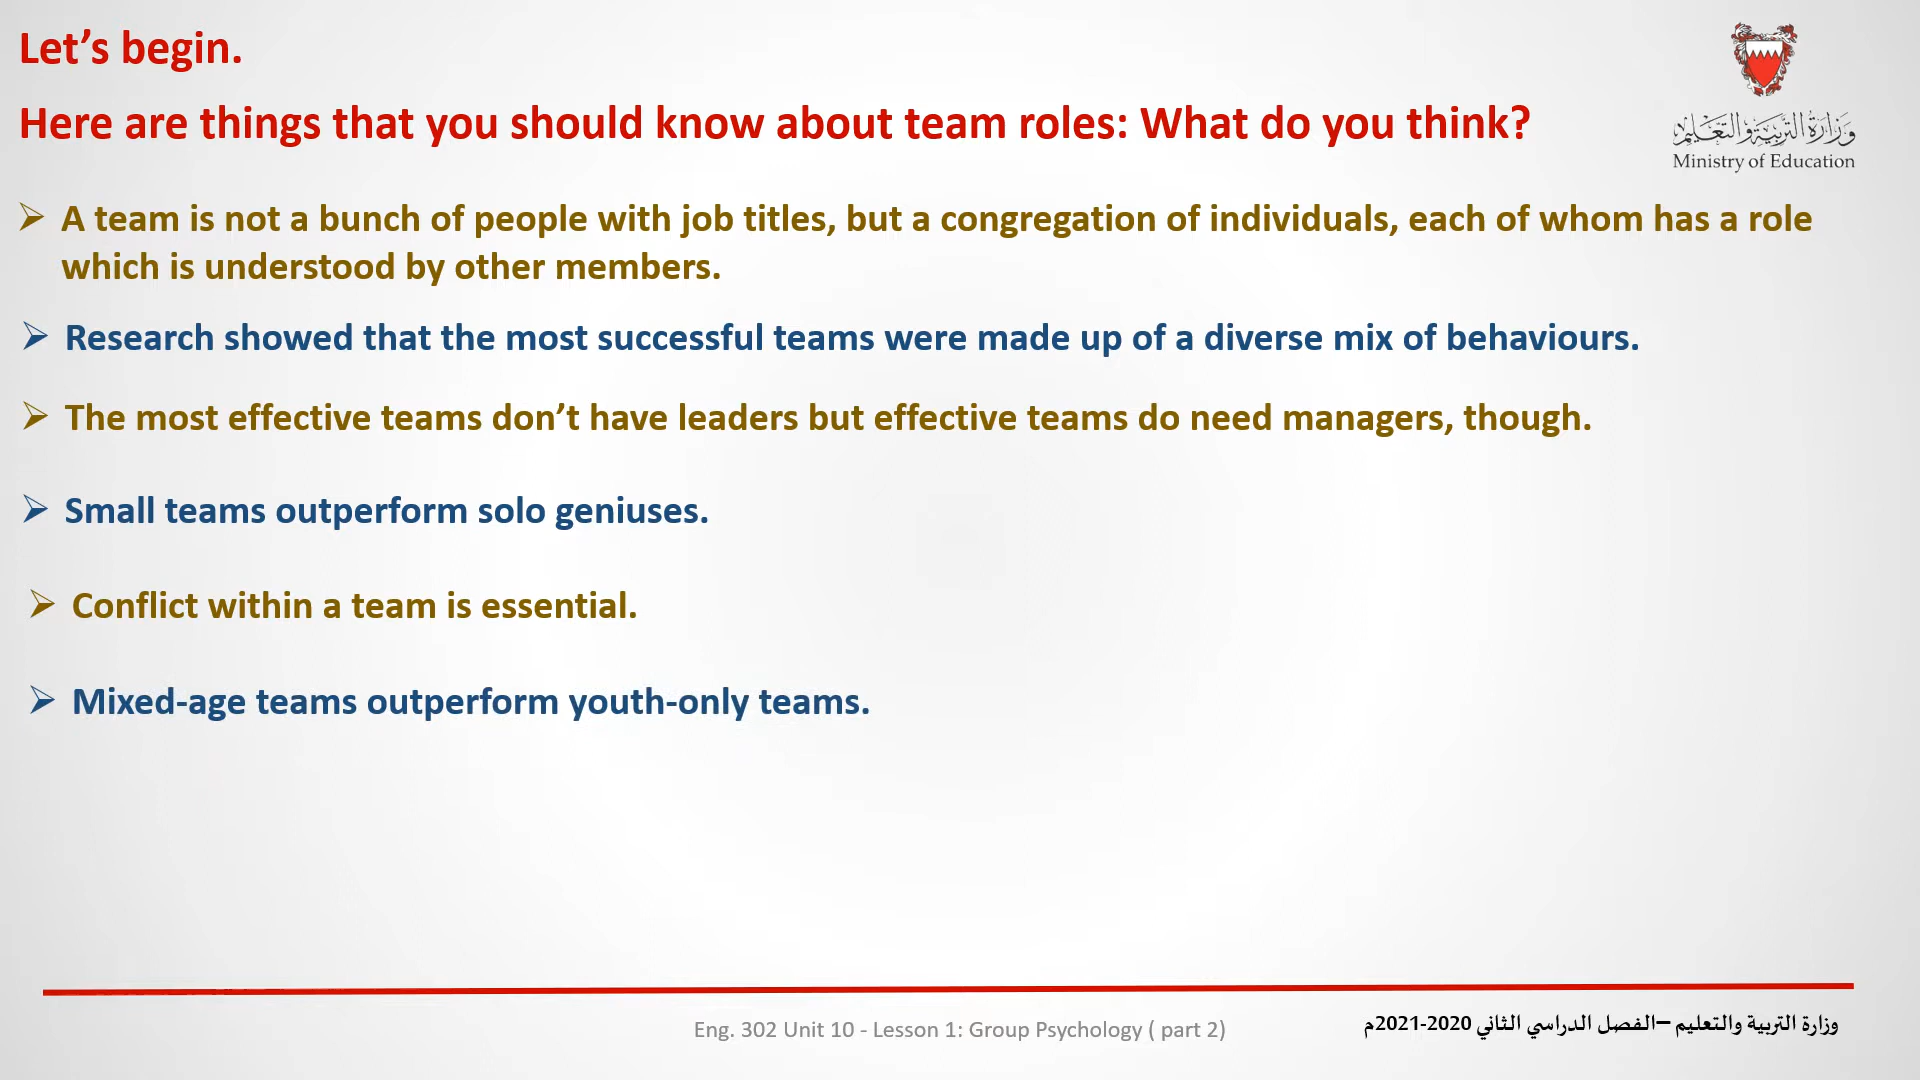 Let’s begin.
Here are things that you should know about team roles: What do you think?
وزارة التربية والتعليم
Ministry of Education
➢ A team is not a bunch of people with job titles, but a congregation of individuals, each of whom has a role
which is understood by other members.
➢ Research showed that the most successful teams were made up of a diverse mix of behaviours.
➢ The most effective teams don’t have leaders but effective teams do need managers, though.
➢ Small teams outperform solo geniuses.
➢ Conflict within a team is essential.
➢ Mixed-age teams outperform youth-only teams.
Eng. 302 Unit 10 - Lesson 1: Group Psychology ( part 2)
وزارة التربية والتعليم –الفصل الدراسي الثاني 2020-2021م